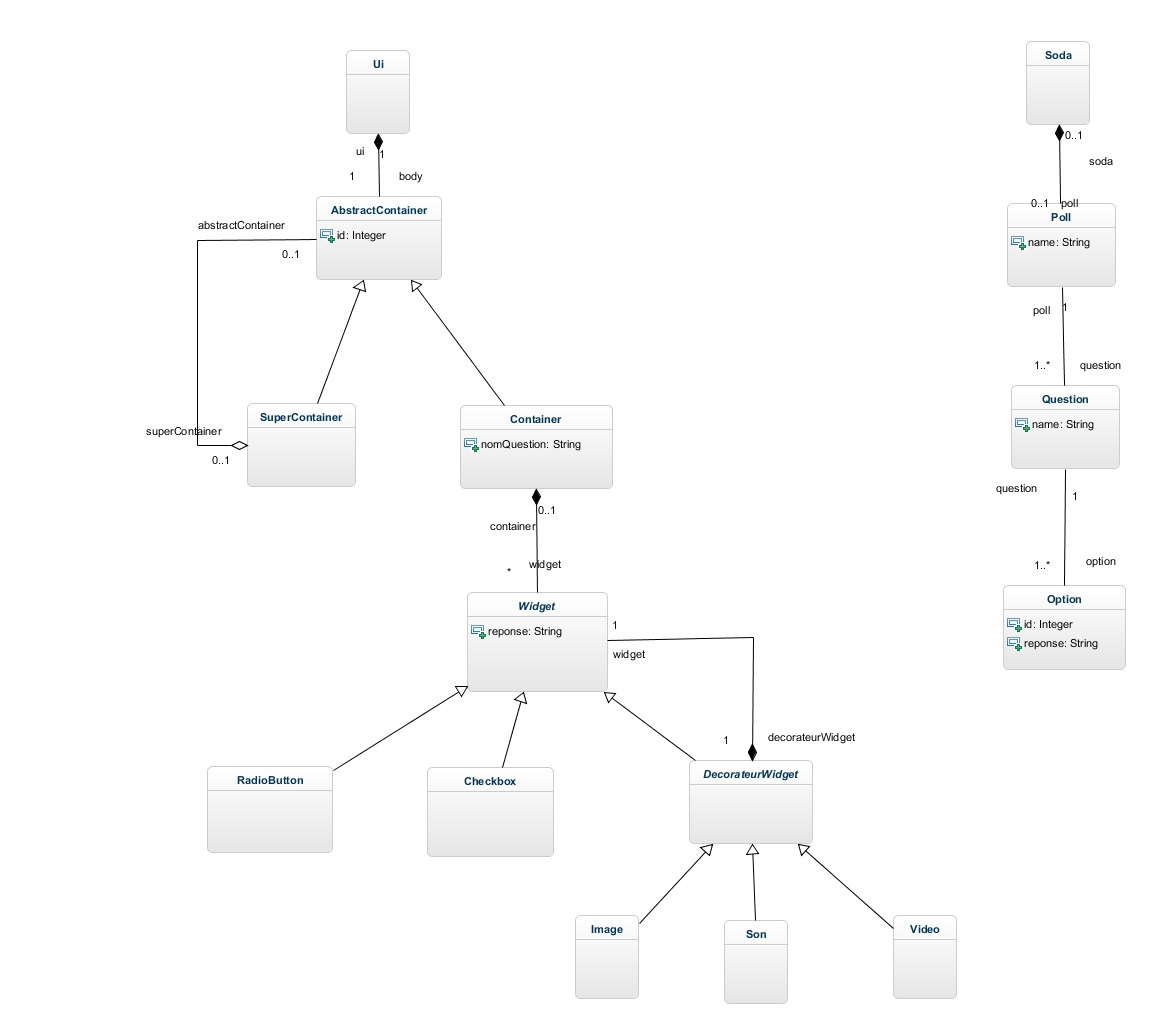 Ui
ui
1
1
body
AbstractContainer
id: Integer
abstractContainer
0..1
SuperContainer
superContainer
0..1
Container
nomQuestion: String
0..1
container
widget
*
Widget
reponse: String
1
widget
1
decorateurWidget
RadioButton
Checkbox
DecorateurWidget
Image
Son
Video
Soda
0..1
soda
0..1
poll
Poll
name: String
poll
1
1..*
question
Question
name: String
question
1
1..*
option
Option
id: Integer
reponse: String